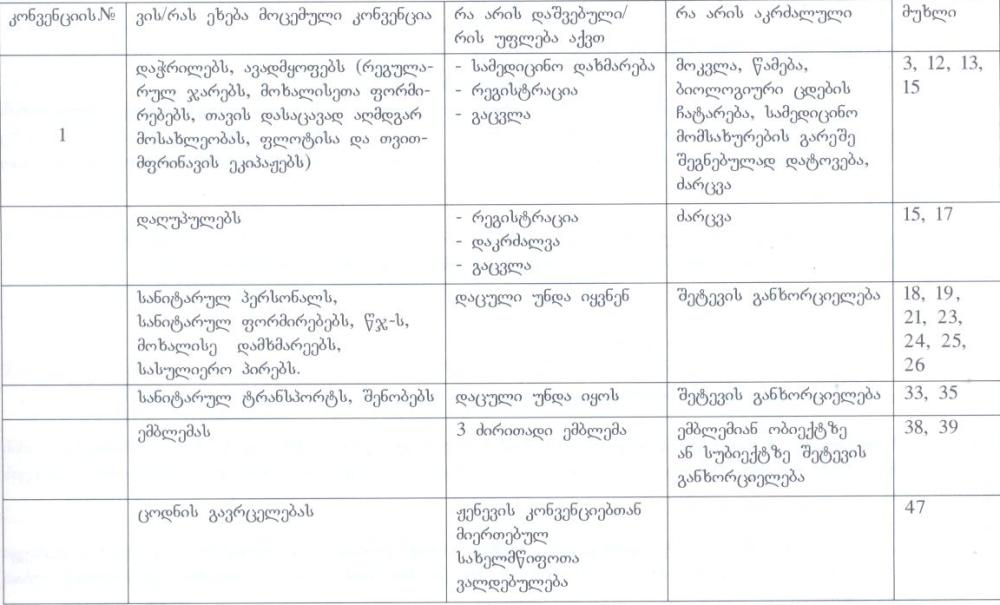 კონვენციის№
ვის/რას ეხება მოცემული კონვენცია
რა არის დაშვებული/
რის უფლება აქვთ
რა არის აკრძალული
მუხლი
1
დაჭრილებს, ავადმყოფებს (რეგულა-
რულ ჯარებს, მოხალისეთა ფორმი-
რებებს, თავის დასაცავად აღმდგარ
მოსახლეობას, ფლოტისა და თვით-
მფრინავის ეკიპაჟებს)
- სამედიცინო დახმარება
- რეგისტრაცია
- გაცვლა
მოკვლა, წამება,
ბიოლოგიური ცდების
ჩატარება, სამედიცინო
მომსახურების გარეშე
შეგნებულად დატოვება,
ძარცვა
3, 12, 13,
15
დაღუპულებს
- რეგისტრაცია
- დაკრძალვა
- გაცვლა
ძარცვა
15, 17
სანიტარულ პერსონალს,
სანიტარულ ფორმირებებს, წჯ-ს,
მოხალისე დამხმარეებს,
სასულიერო პირებს.
დაცული უნდა იყვნენ
შეტევის განხორციელება
18, 19,
21, 23,
24, 25,
26
სანიტარულ ტრანსპორტს, შენობებს
დაცული უნდა იყოს
შეტევის განხორციელება
33, 35
ემბლემას
3 ძირითადი ემბლემა
ემბლემიან ობიექტზე
ან სუბიექტზე შეტევის
განხორციელება
38, 39
ცოდნის გავრცელებას
ჟენევის კონვენციებთან
მიერთებულ
სახელმწიფოთა
ვალდებულება
47